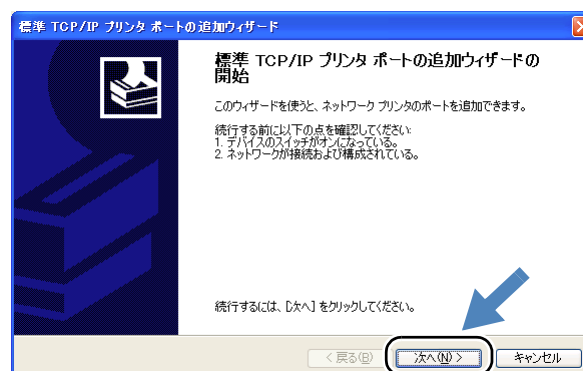 標準 TCP/IP プリンタ ポートの追加ウィザード
標準 TCP/IP プリンタ ポートの追加ウィザードの
開始
このウィザードを使うと、ネットワーク プリンタのポートを追加できます。
続行する前に以下の点を確認してください:
1. デバイスのスイッチがオンになっている。
2. ネットワークが接続および構成されている。
続行するには、[次へ] をクリックしてください。
< 戻る(B)
次へ(N) >
キャンセル